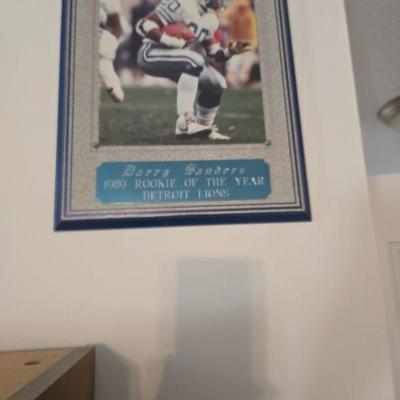 Barry Sanders
1989 ROOKIE OF THE YEAR
DETROIT LIONS